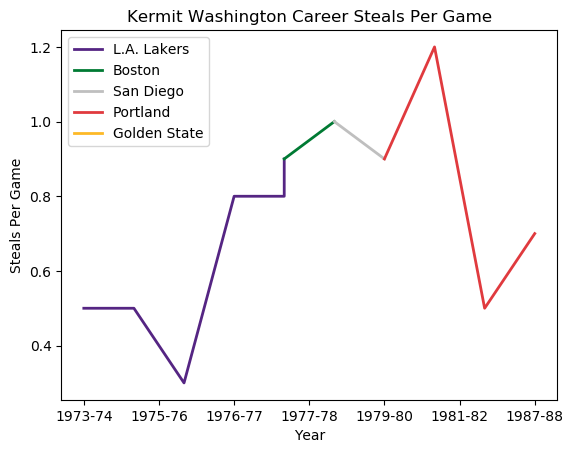 Kermit Washington Career Steals Per Game
L.A. Lakers
Boston
San Diego
Portland
Golden State
Steals Per Game
1.2
1.0
0.8
0.6
0.4
1973-74 1975-76 1976-77 1977-78 1979-80 1981-82 1987-88
Year